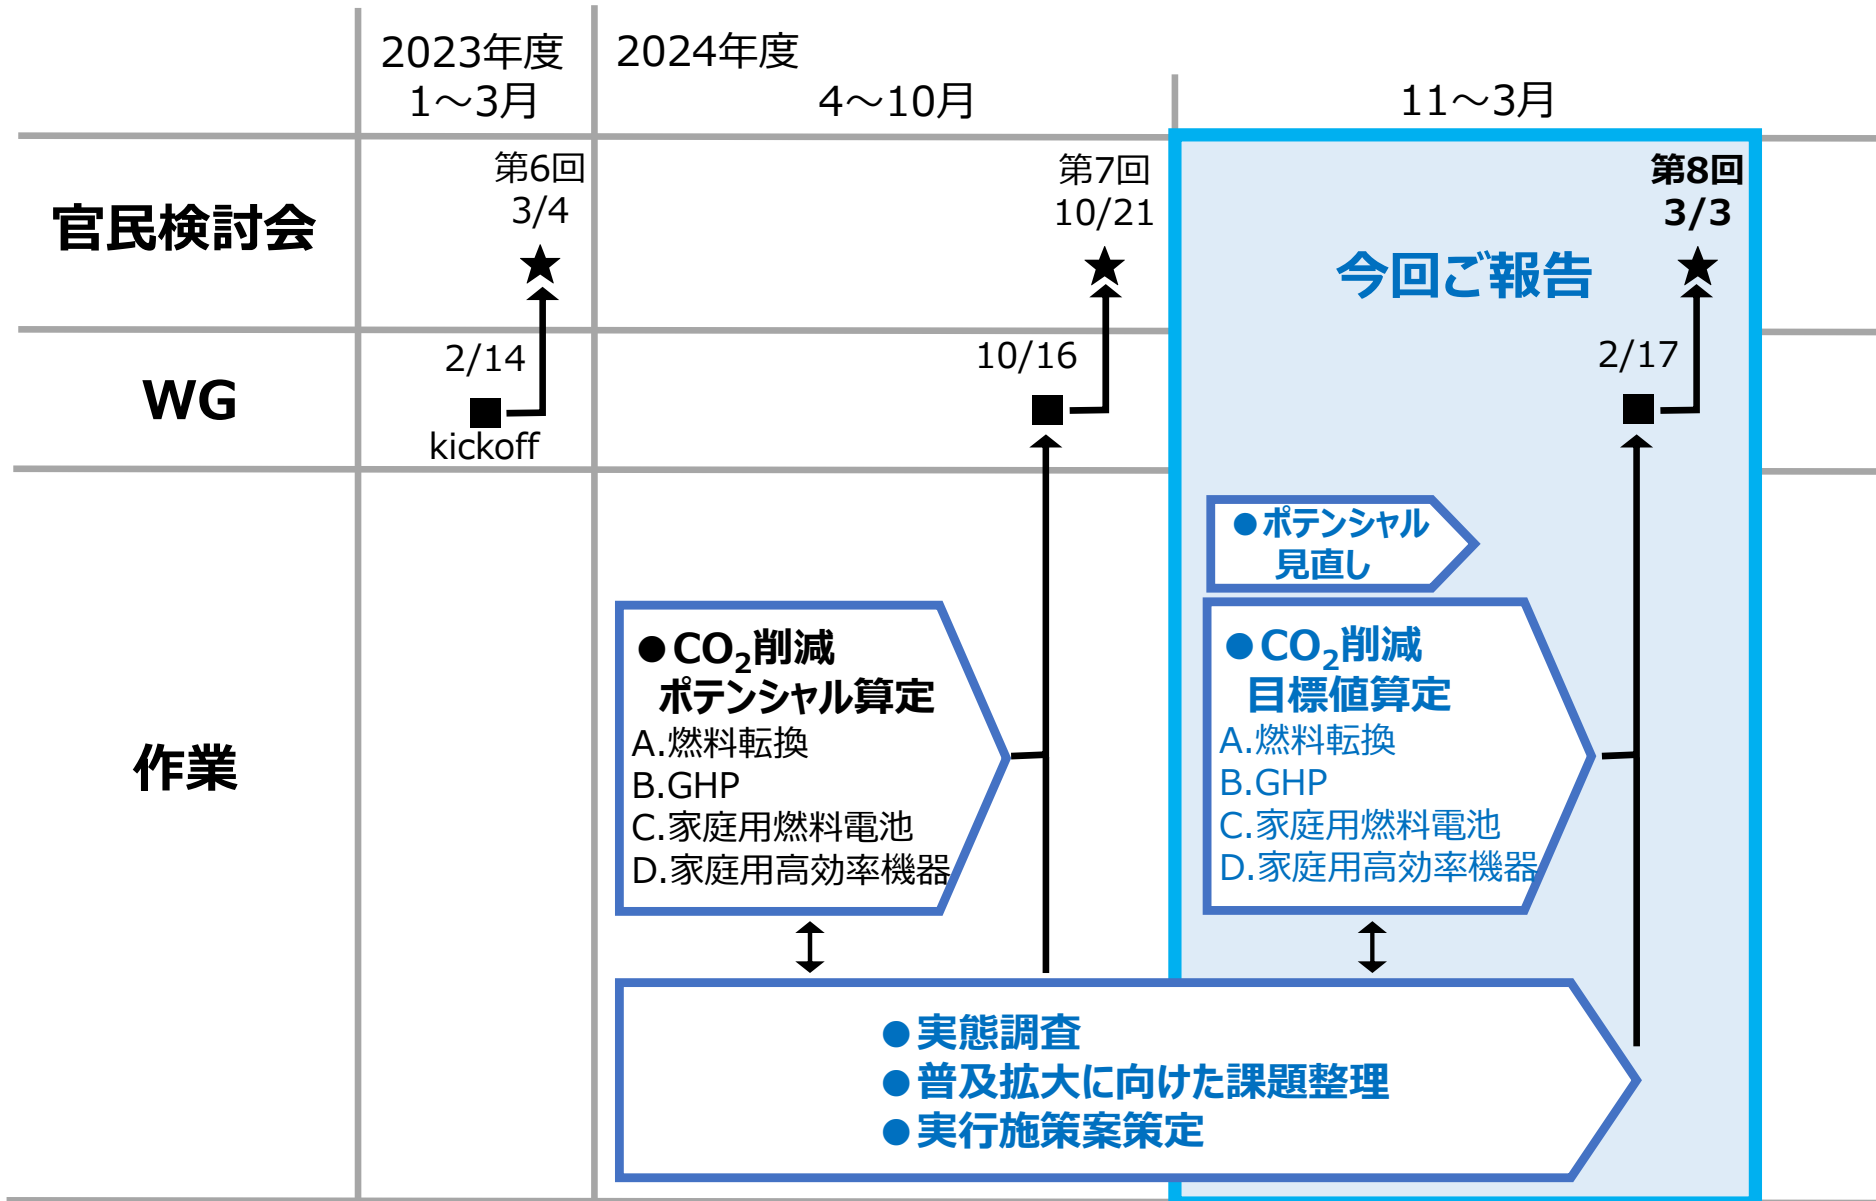 2023年度
1～3月
2024年度
4～10月
11～3月
官民検討会
第6回
3/4
第7回
10/21
今回ご報告
第8回
3/3
WG
2/14
kickoff
10/16
2/17
作業
●CO₂削減
ポテンシャル算定
A.燃料転換
B.GHP
C.家庭用燃料電池
D.家庭用高効率機器
●ポテンシャル
見直し
●CO₂削減
目標値算定
A.燃料転換
B.GHP
C.家庭用燃料電池
D.家庭用高効率機器
●実態調査
●普及拡大に向けた課題整理
●実行施策案策定